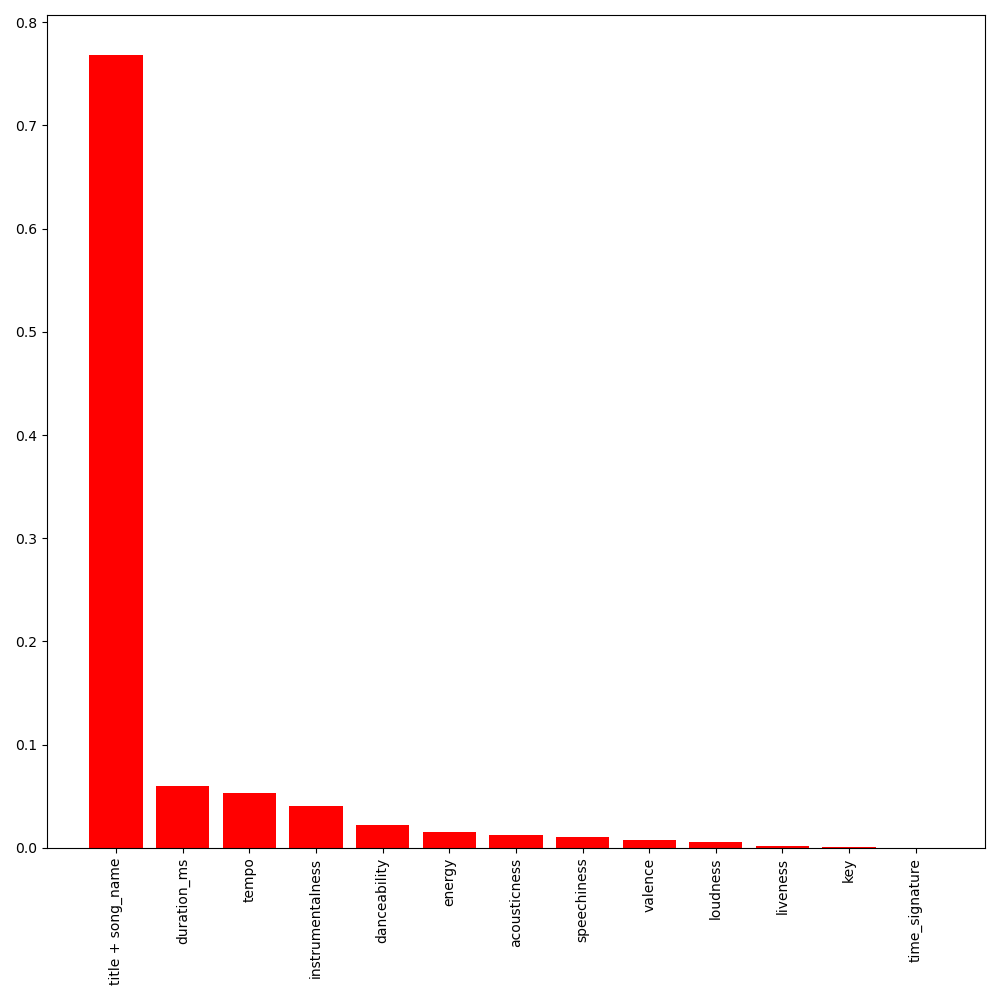 0.8
0.7
0.6
0.5
0.4
0.3
0.2
0.1
0.0
title + song_name
duration_ms
tempo
instrumentalness
danceability
energy
acousticness
speechiness
valence
loudness
liveness
key
time_signature